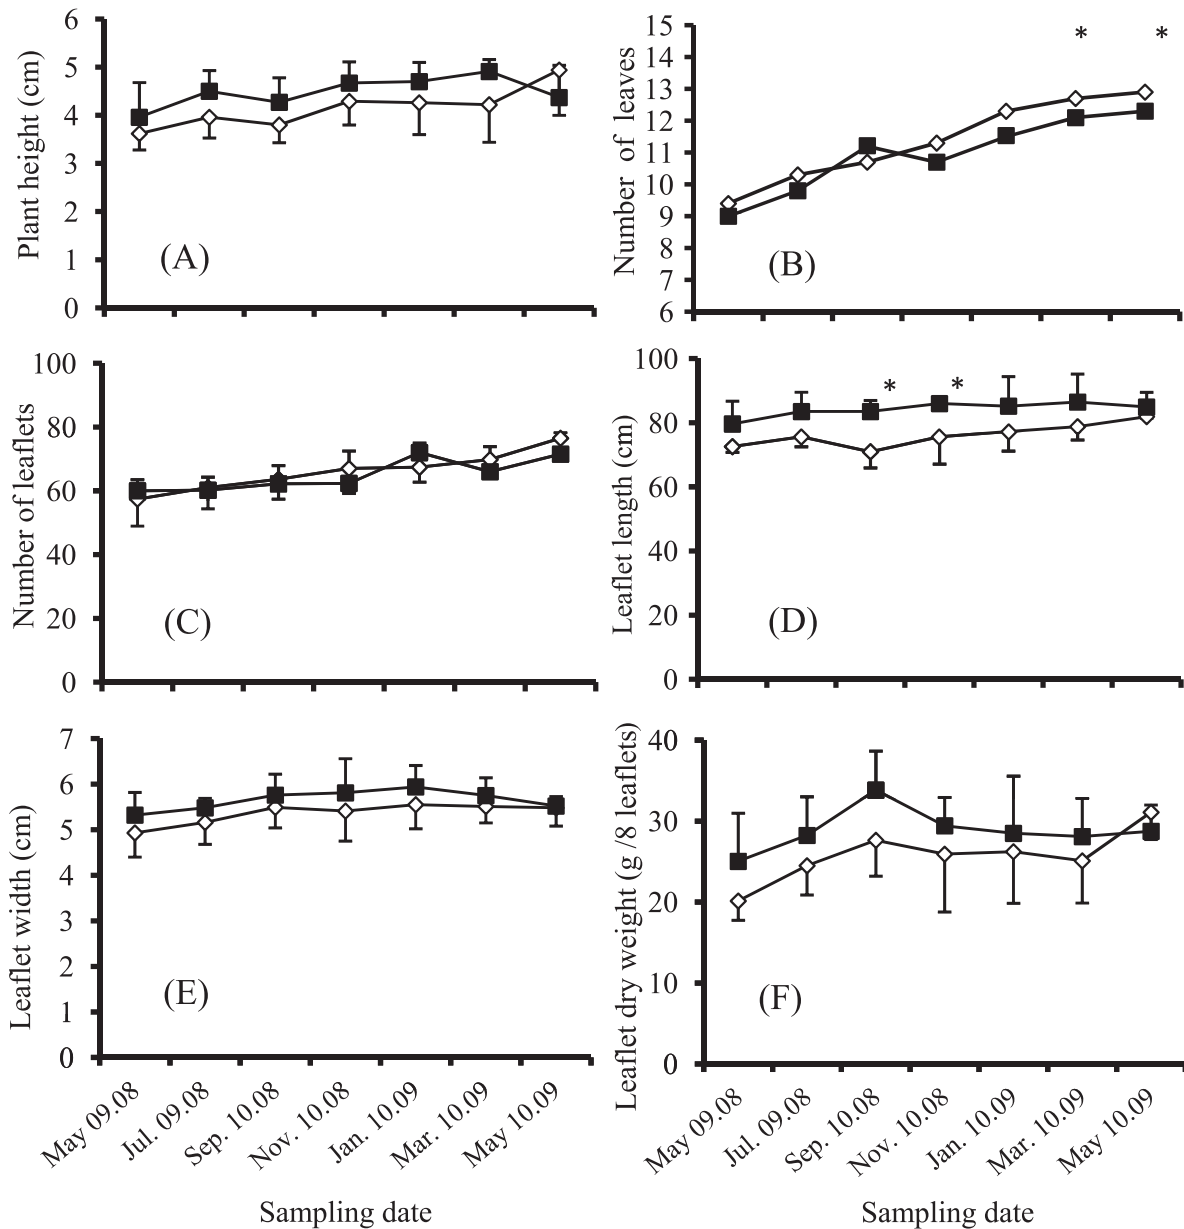 Plant height (cm)
6
5
4
3
2
1
0
(A)
Number of leaves
15
14
13
12
11
10
9
8
7
6
* *
(B)
Number of leaflets
100
80
60
40
20
0
(C)
Leaflet length (cm)
100
80
60
40
20
0
* *
(D)
Leaflet width (cm)
7
6
5
4
3
2
1
0
(E)
May 09.08
Jul. 09.08
Sep. 10.08
Nov. 10.08
Jan. 10.09
Mar. 10.09
May 10.09
Sampling date
Leaflet dry weight (g /8 leaflets)
40
30
20
10
0
(F)
May 09.08
Jul. 09.08
Sep. 10.08
Nov. 10.08
Jan. 10.09
Mar. 10.09
May 10.09
Sampling date